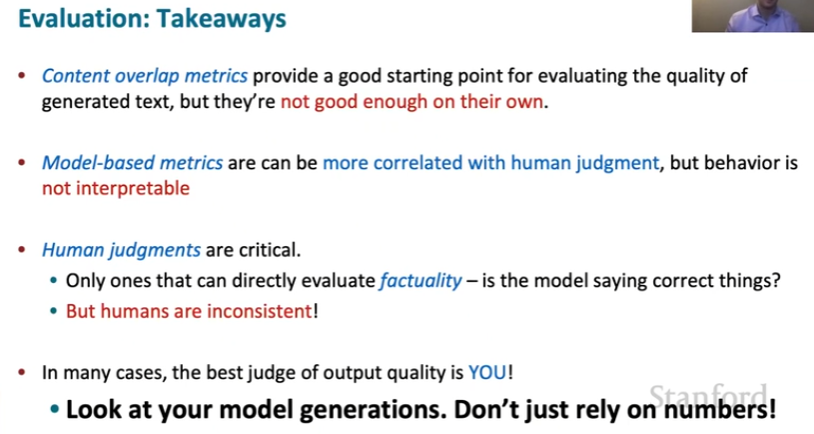 Evaluation: Takeaways
• Content overlap metrics provide a good starting point for evaluating the quality of
generated text, but they're not good enough on their own.
• Model-based metrics are can be more correlated with human judgment, but behavior is
not interpretable
• Human judgments are critical.
• Only ones that can directly evaluate factuality – is the model saying correct things?
• But humans are inconsistent!
• In many cases, the best judge of output quality is YOU!
• Look at your model generations. Don't just rely on numbers!
Stanford